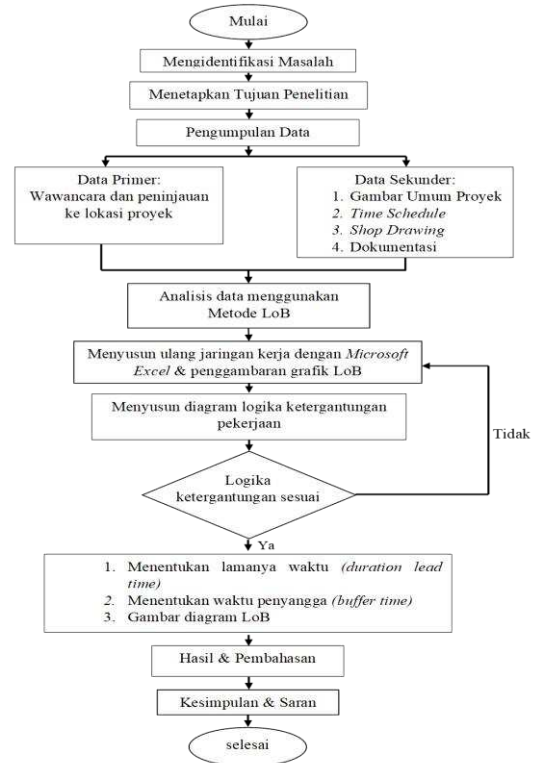 Mulai
Mengidentifikasi Masalah
Menetapkan Tujuan Penelitian
Pengumpulan Data
Data Primer:
Wawancara dan peninjauan
ke lokasi proyek
Data Sekunder:
1. Gambar Umum Proyek
2. Time Schedule
3. Shop Drawing
4. Dokumentasi
Analisis data menggunakan
Metode LoB
Menyusun ulang jaringan kerja dengan Microsoft
Excel & penggambaran grafik LoB
Menyusun diagram logika ketergantungan
pekerjaan
Tidak
Logika
ketergantungan sesuai
Ya
1. Menentukan lamanya waktu (duration lead
time)
2. Menentukan waktu penyangga (buffer time)
3. Gambar diagram LoB
Hasil & Pembahasan
Kesimpulan & Saran
selesai